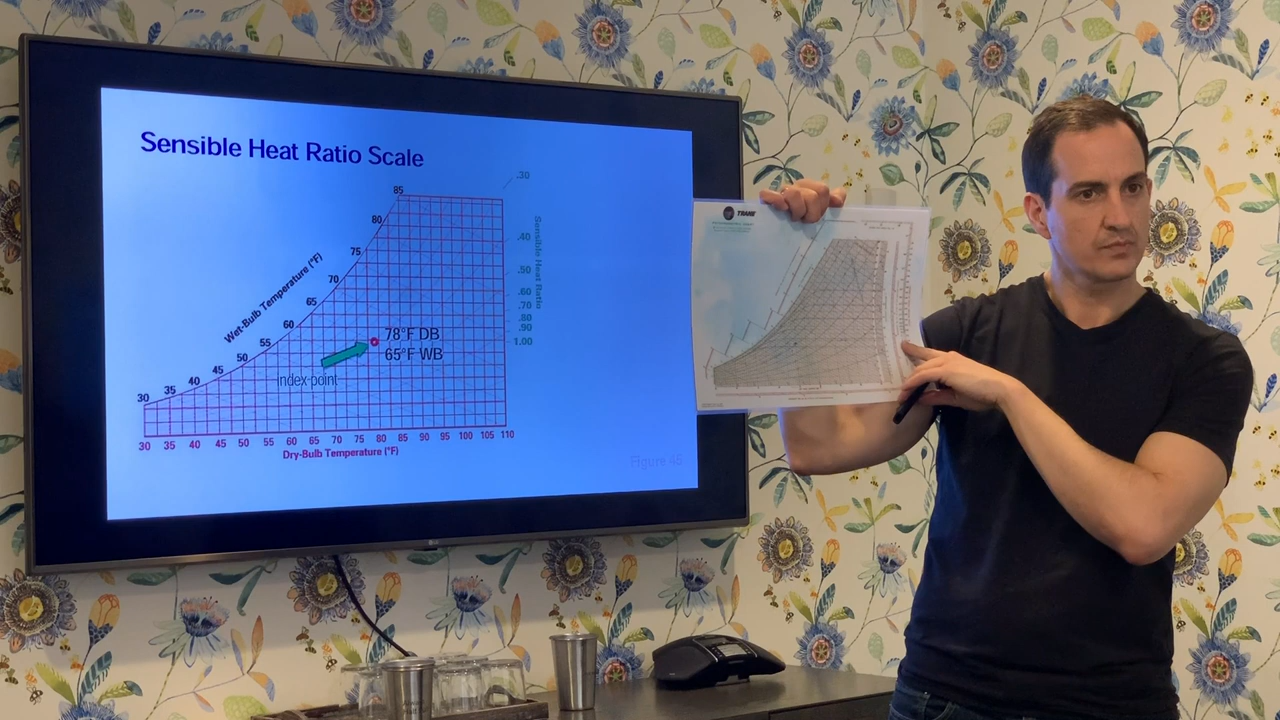 Sensible Heat Ratio Scale
.30
85
80
.40
75
Sensible Heat Ratio
Wet-Bulb Temperature (°F)
70
.50
65
.60
.70
60
.80
.90
78°F DB
55
1.00
65°F WB
50
Index-point
45
40
35
30
30 35 40 45 50 55 60 65 70 75 80 85 90 95 100 105 110
Dry-Bulb Temperature (°F)
Figure 46
TRANE
LG